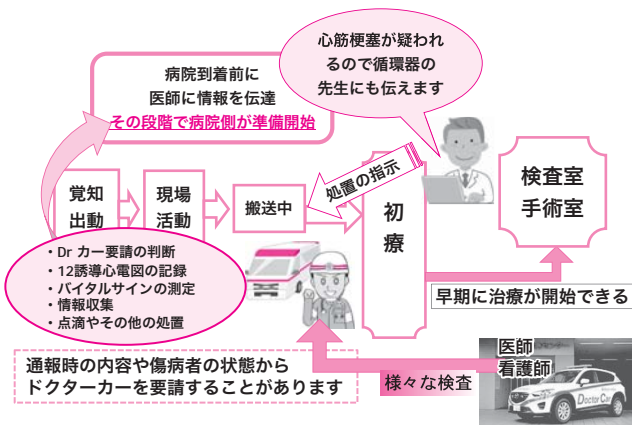 病院到着前に
医師に情報を伝達
その段階で病院側が準備開始
心筋梗塞が疑われ
るので循環器の
先生にも伝えます
覚知
出動
現場
活動
搬送中
処置の指示
初療
検査室
手術室
・Dr カー要請の判断
・12誘導心電図の記録
・バイタルサインの測定
・情報収集
・点滴やその他の処置
早期に治療が開始できる
通報時の内容や傷病者の状態から
ドクターカーを要請することがあります
様々な検査
医師
看護師
Doctor Car